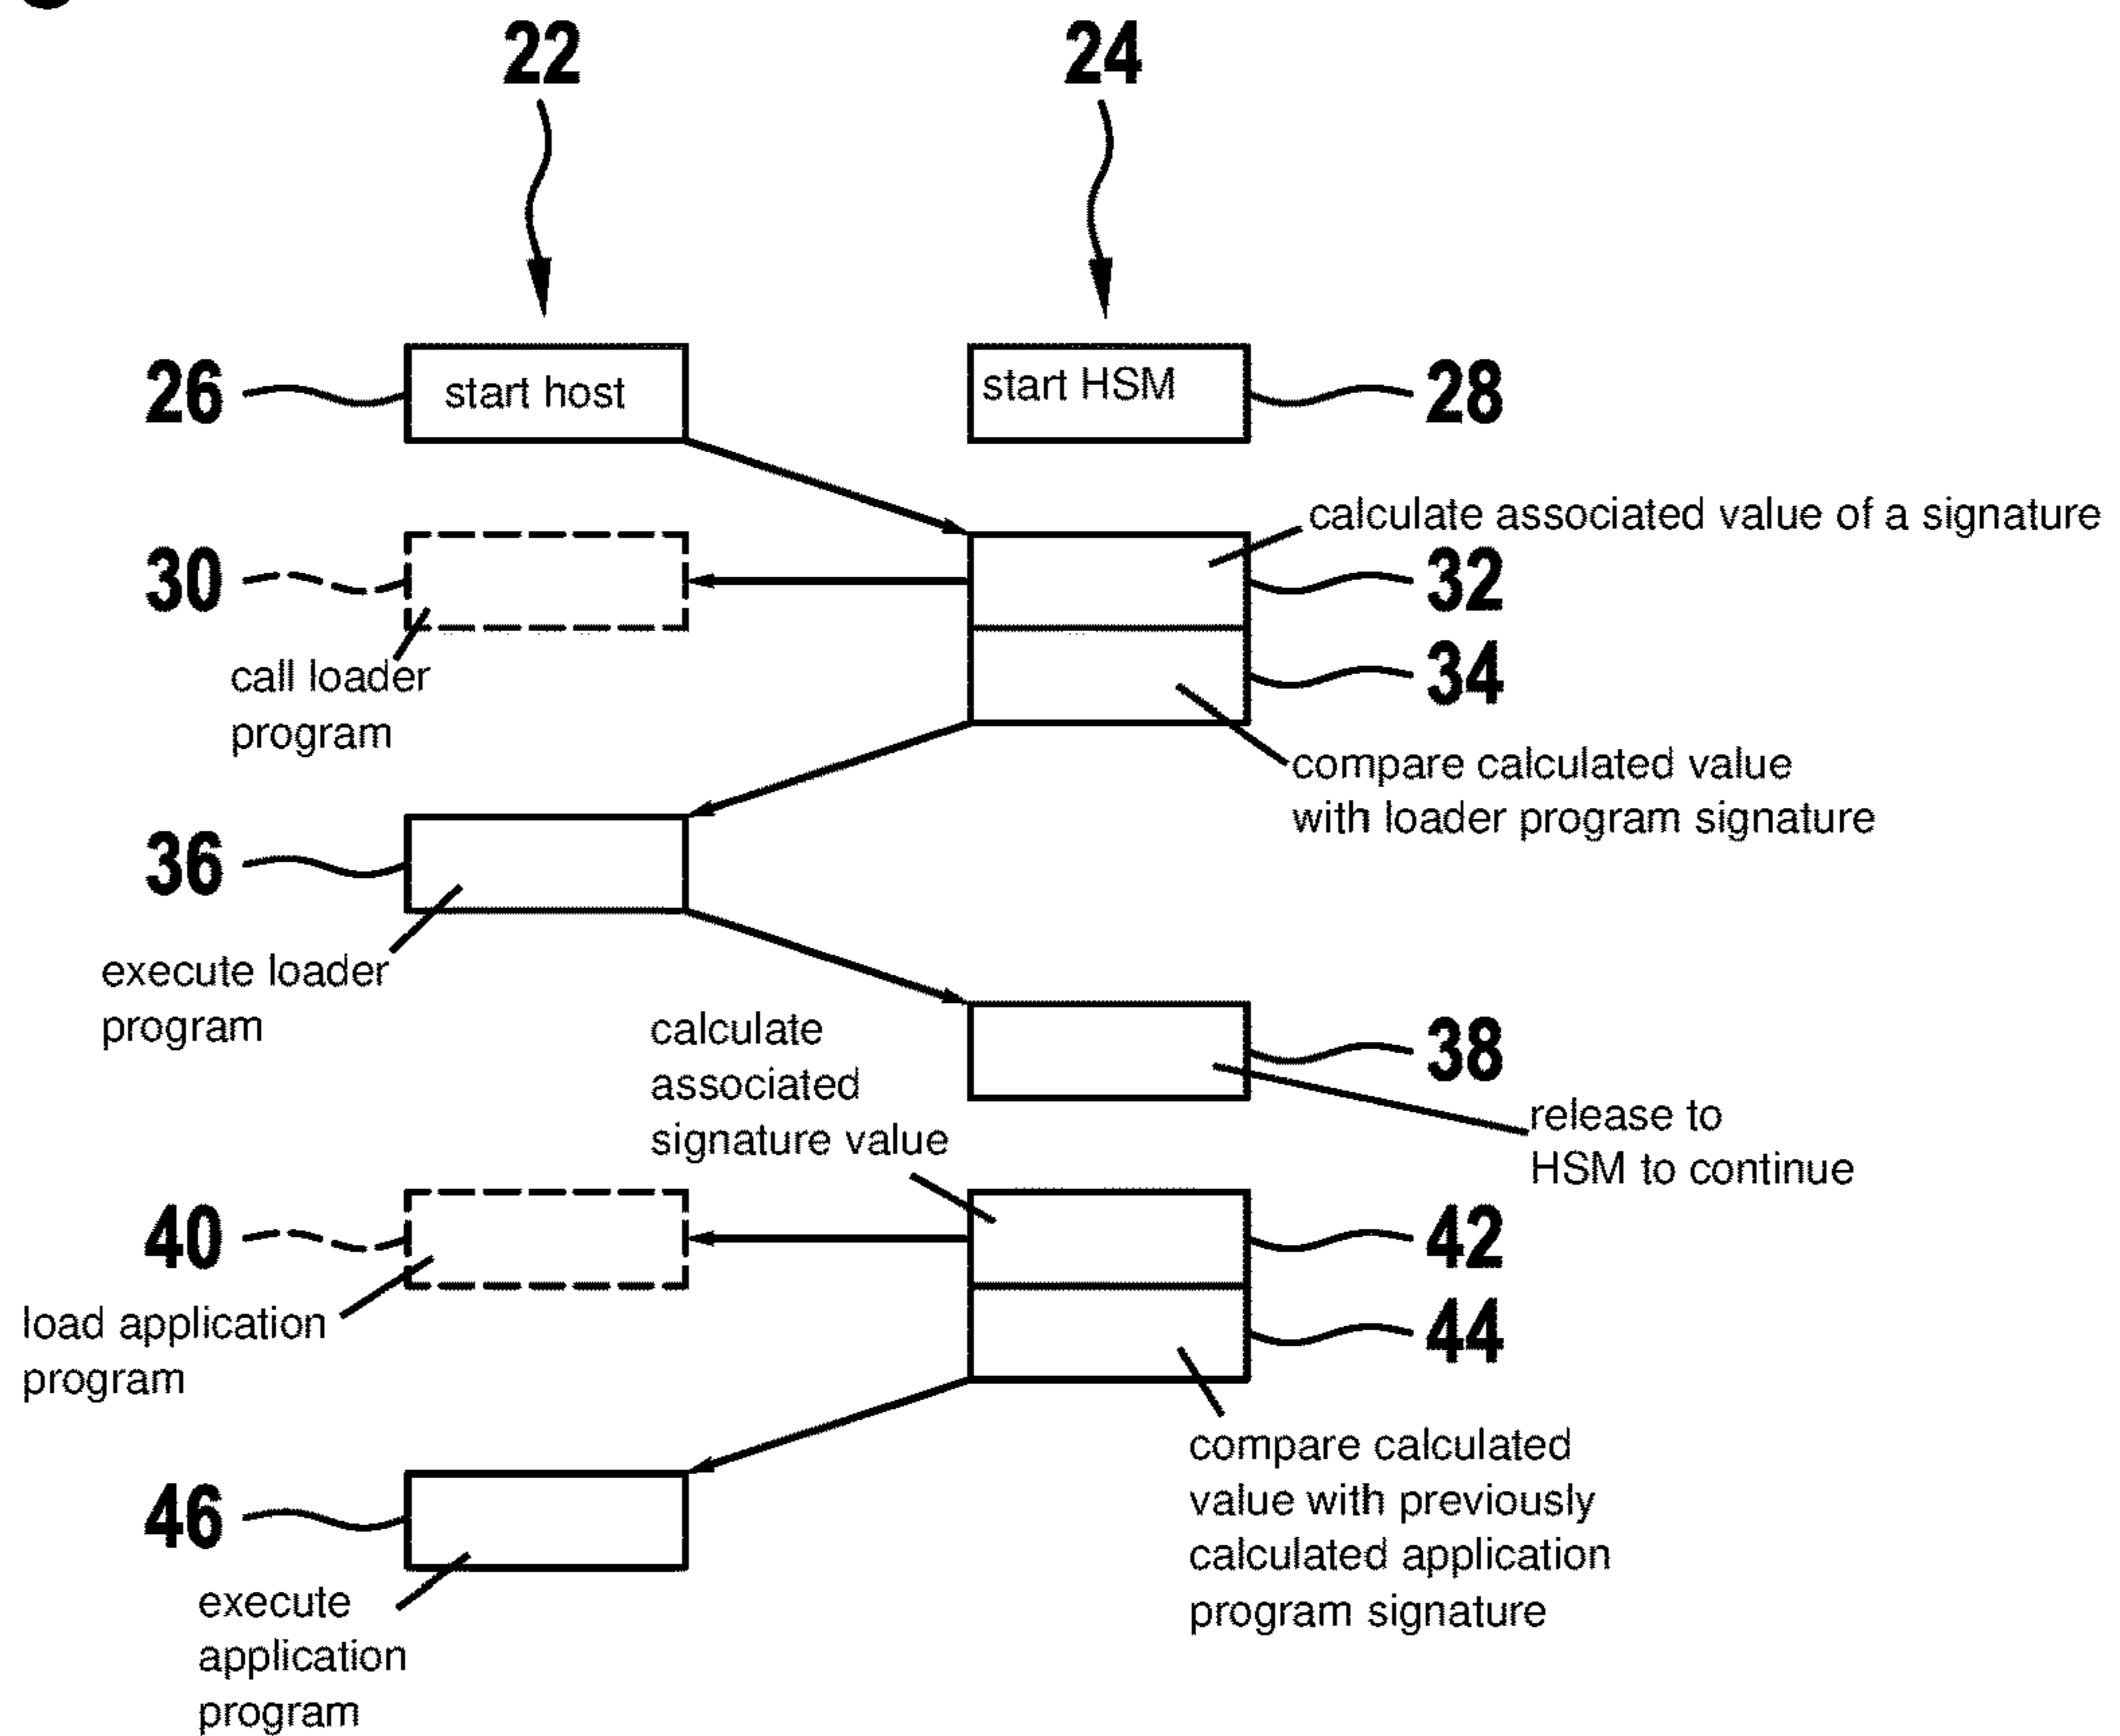 22
24
26
start host
start HSM
28
calculate associated value of a signature
30
32
call loader
program
34
compare calculated value
with loader program signature
36
execute loader
program
calculate
associated
signature value
38
release to
HSM to continue
40
42
load application
program
44
compare calculated
value with previously
calculated application
program signature
46
execute
application
program